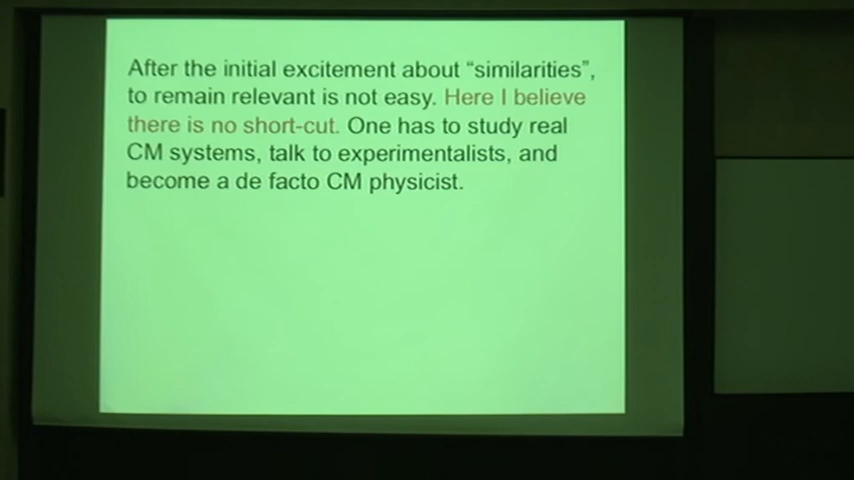 After the initial excitement about “similarities”,
to remain relevant is not easy. Here I believe
there is no short-cut. One has to study real
CM systems, talk to experimentalists, and
become a de facto CM physicist.